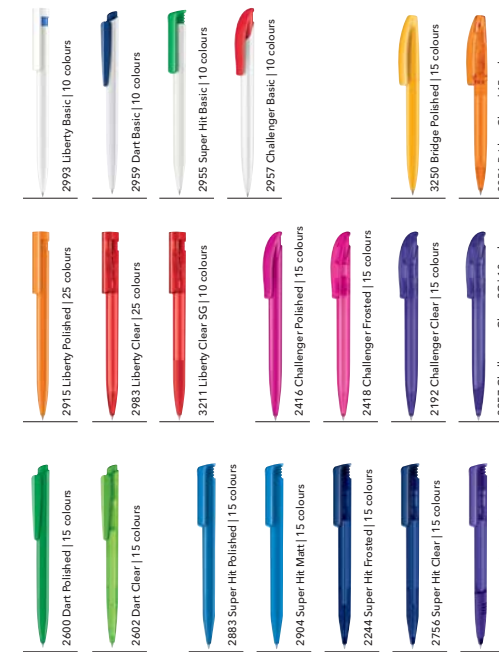 2993 Liberty Basic | 10 colours
2959 Dart Basic | 10 colours
2955 Super Hit Basic | 10 colours
2957 Challenger Basic | 10 colours
3250 Bridge Polished | 15 colours
2915 Liberty Polished | 25 colours
2983 Liberty Clear | 25 colours
3211 Liberty Clear SG | 10 colours
2416 Challenger Polished | 15 colours
2418 Challenger Frosted | 15 colours
2192 Challenger Clear | 15 colours
2600 Dart Polished | 15 colours
2602 Dart Clear | 15 colours
2883 Super Hit Polished | 15 colours
2904 Super Hit Matt | 15 colours
2244 Super Hit Frosted | 15 colours
2756 Super Hit Clear | 15 colours